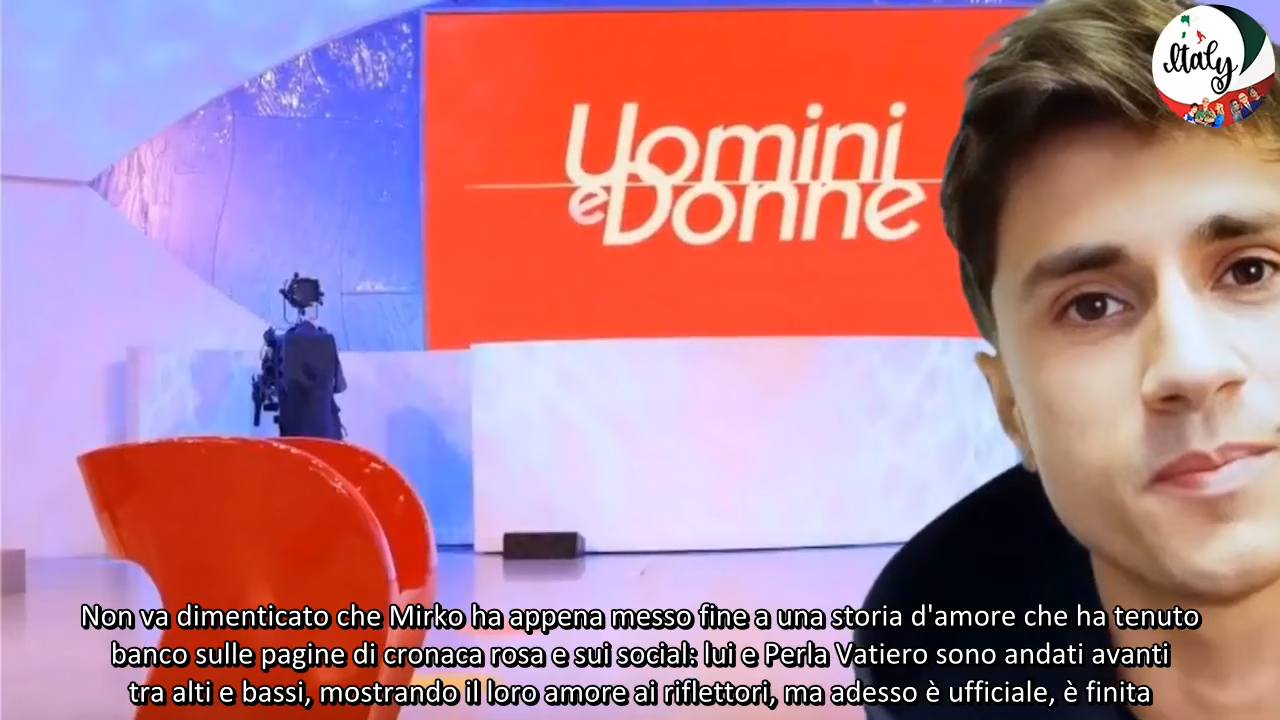 Italy
Uomini
e Donne
Non va dimenticato che Mirko ha appena messo fine a una storia d'amore che ha tenuto
banco sulle pagine di cronaca rosa e sui social: lui e Perla Vatiero sono andati avanti
tra alti e bassi, mostrando il loro amore ai riflettori, ma adesso è ufficiale, è finita